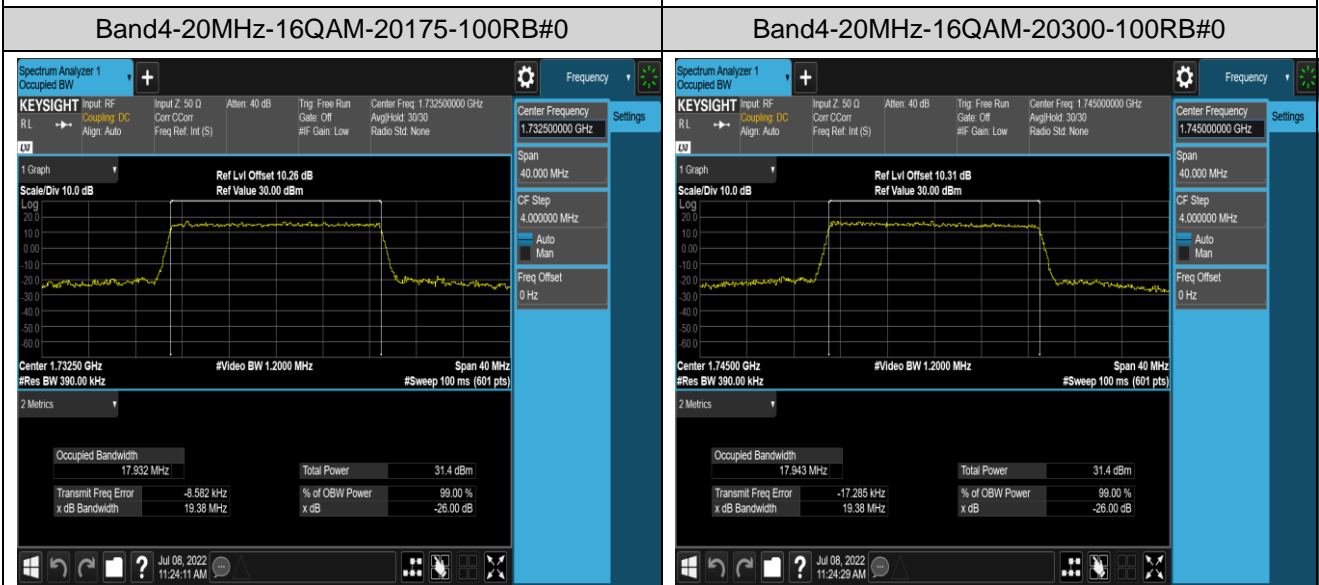 Band4-20MHz-16QAM-20175-100RB#0
Spectrum Analyzer 1
Occupied BW
+
Frequency
KEYSIGHT
RL
LXI
Input: RF
Coupling: DC
Align: Auto
Input Z: 50 Ω
Corr CCorr
Freq Ref: Int (S)
Atten: 40 dB
Trig: Free Run
Gate: Off
#IF Gain: Low
Center Freq: 1.732500000 GHz
Avg|Hold: 30/30
Radio Std: None
Center Frequency
1.732500000 GHz
Settings
Span
40.000 MHz
CF Step
4.000000 MHz
Auto
Man
Freq Offset
0 Hz
1 Graph
Scale/Div 10.0 dB
Ref Lvl Offset 10.26 dB
Ref Value 30.00 dBm
Log
20.0
10.0
0.00
-10.0
-20.0
-30.0
-40.0
-50.0
-60.0
Center 1.73250 GHz
#Res BW 390.00 kHz
#Video BW 1.2000 MHz
Span 40 MHz
#Sweep 100 ms (601 pts)
2 Metrics
Occupied Bandwidth
17.932 MHz
Total Power 31.4 dBm
Transmit Freq Error -8.582 kHz
% of OBW Power 99.00 %
x dB Bandwidth 19.38 MHz
x dB -26.00 dB
?
Jul 08, 2022
11:24:11 AM
Band4-20MHz-16QAM-20300-100RB#0
Spectrum Analyzer 1
Occupied BW
+
Frequency
KEYSIGHT
RL
LXI
Input: RF
Coupling: DC
Align: Auto
Input Z: 50 Ω
Corr CCorr
Freq Ref: Int (S)
Atten: 40 dB
Trig: Free Run
Gate: Off
#IF Gain: Low
Center Freq: 1.745000000 GHz
Avg|Hold: 30/30
Radio Std: None
Center Frequency
1.745000000 GHz
Settings
Span
40.000 MHz
CF Step
4.000000 MHz
Auto
Man
Freq Offset
0 Hz
1 Graph
Scale/Div 10.0 dB
Ref Lvl Offset 10.31 dB
Ref Value 30.00 dBm
Log
20.0
10.0
0.00
-10.0
-20.0
-30.0
-40.0
-50.0
-60.0
Center 1.74500 GHz
#Res BW 390.00 kHz
#Video BW 1.2000 MHz
Span 40 MHz
#Sweep 100 ms (601 pts)
2 Metrics
Occupied Bandwidth
17.943 MHz
Total Power 31.4 dBm
Transmit Freq Error -17.285 kHz
% of OBW Power 99.00 %
x dB Bandwidth 19.38 MHz
x dB -26.00 dB
?
Jul 08, 2022
11:24:29 AM